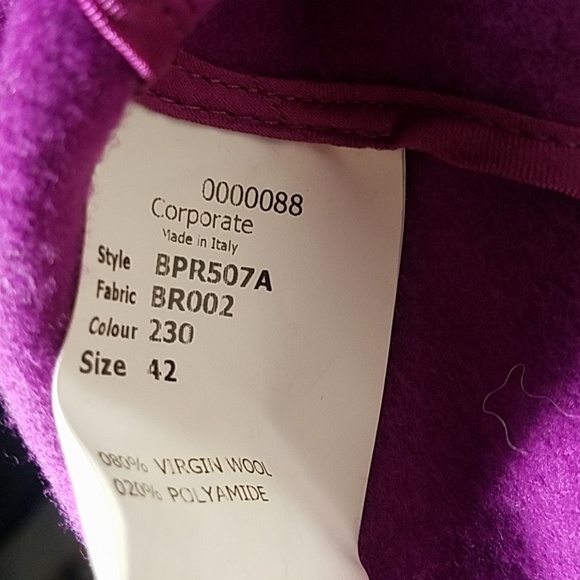 0000088
Corporate
Made in Italy
Style BPR507A
Fabric BR002
Colour 230
Size 42
080% VIRGIN WOOL
020% POLYAMIDE